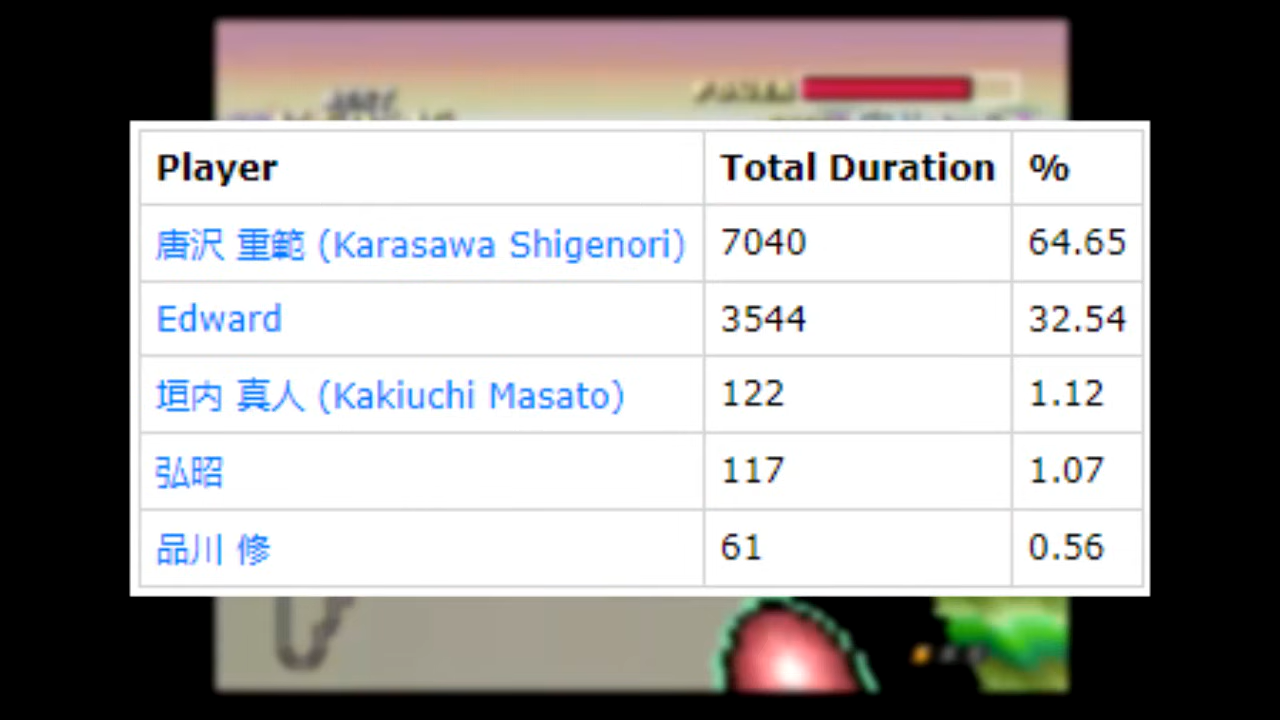 Player Total Duration %
唐沢 重範 (Karasawa Shigenori) 7040 64.65
Edward 3544 32.54
垣内 真人 (Kakiuchi Masato) 122 1.12
弘昭 117 1.07
品川 修 61 0.56